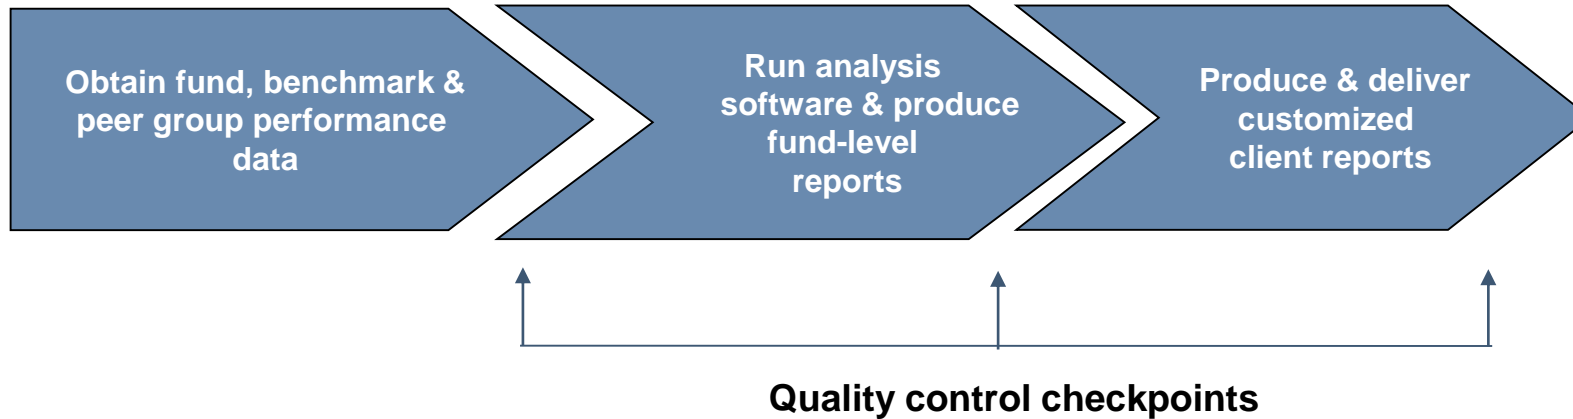 Obtain fund, benchmark &
peer group performance
data
Run analysis
software & produce
fund-level
reports
Produce & deliver
customized
client reports
Quality control checkpoints